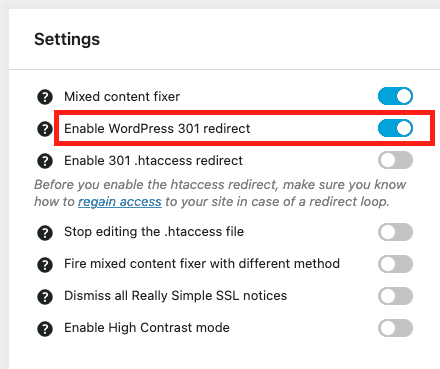 Settings
Mixed content fixer
Enable WordPress 301 redirect
Enable 301 .htaccess redirect
Before you enable the htaccess redirect, make sure you know
how to regain access to your site in case of a redirect loop.
Stop editing the .htaccess file
Fire mixed content fixer with different method
Dismiss all Really Simple SSL notices
Enable High Contrast mode